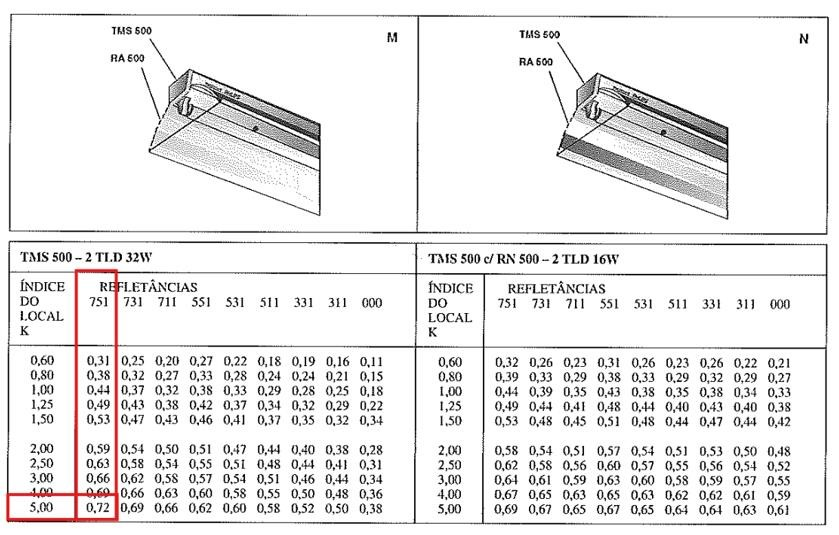 TMS 500
M
RA 500
TMS 500
N
RA 500
TMS 500 – 2 TLD 32W
ÍNDICE DO LOCAL K
REFLETÂNCIAS
751 731 711 551 531 511 331 311 000
0,60 0,31 0,25 0,20 0,27 0,22 0,18 0,19 0,16 0,11
0,80 0,38 0,32 0,27 0,33 0,28 0,24 0,24 0,21 0,15
1,00 0,44 0,37 0,32 0,38 0,33 0,29 0,28 0,25 0,18
1,25 0,49 0,43 0,38 0,42 0,37 0,34 0,32 0,29 0,22
1,50 0,53 0,47 0,43 0,46 0,41 0,37 0,35 0,32 0,34
2,00 0,59 0,54 0,50 0,51 0,47 0,44 0,40 0,38 0,28
2,50 0,63 0,58 0,54 0,55 0,51 0,48 0,44 0,41 0,31
3,00 0,66 0,62 0,58 0,57 0,54 0,51 0,46 0,44 0,34
4,00 0,69 0,66 0,63 0,60 0,58 0,55 0,50 0,48 0,36
5,00 0,72 0,69 0,66 0,62 0,60 0,58 0,52 0,50 0,38
TMS 500 c/ RN 500 – 2 TLD 16W
ÍNDICE DO LOCAL K
REFLETÂNCIAS
751 731 711 551 531 511 331 311 000
0,60 0,32 0,26 0,23 0,31 0,26 0,23 0,26 0,22 0,21
0,80 0,39 0,33 0,29 0,38 0,33 0,29 0,32 0,29 0,27
1,00 0,44 0,39 0,35 0,43 0,38 0,35 0,38 0,34 0,33
1,25 0,49 0,44 0,41 0,48 0,44 0,40 0,43 0,40 0,38
1,50 0,53 0,48 0,45 0,51 0,48 0,44 0,47 0,44 0,42
2,00 0,58 0,54 0,51 0,57 0,54 0,51 0,53 0,50 0,48
2,50 0,62 0,58 0,56 0,60 0,57 0,55 0,56 0,54 0,52
3,00 0,64 0,61 0,59 0,63 0,60 0,58 0,59 0,57 0,55
4,00 0,67 0,65 0,63 0,65 0,63 0,62 0,62 0,61 0,59
5,00 0,69 0,67 0,65 0,67 0,65 0,64 0,64 0,63 0,61